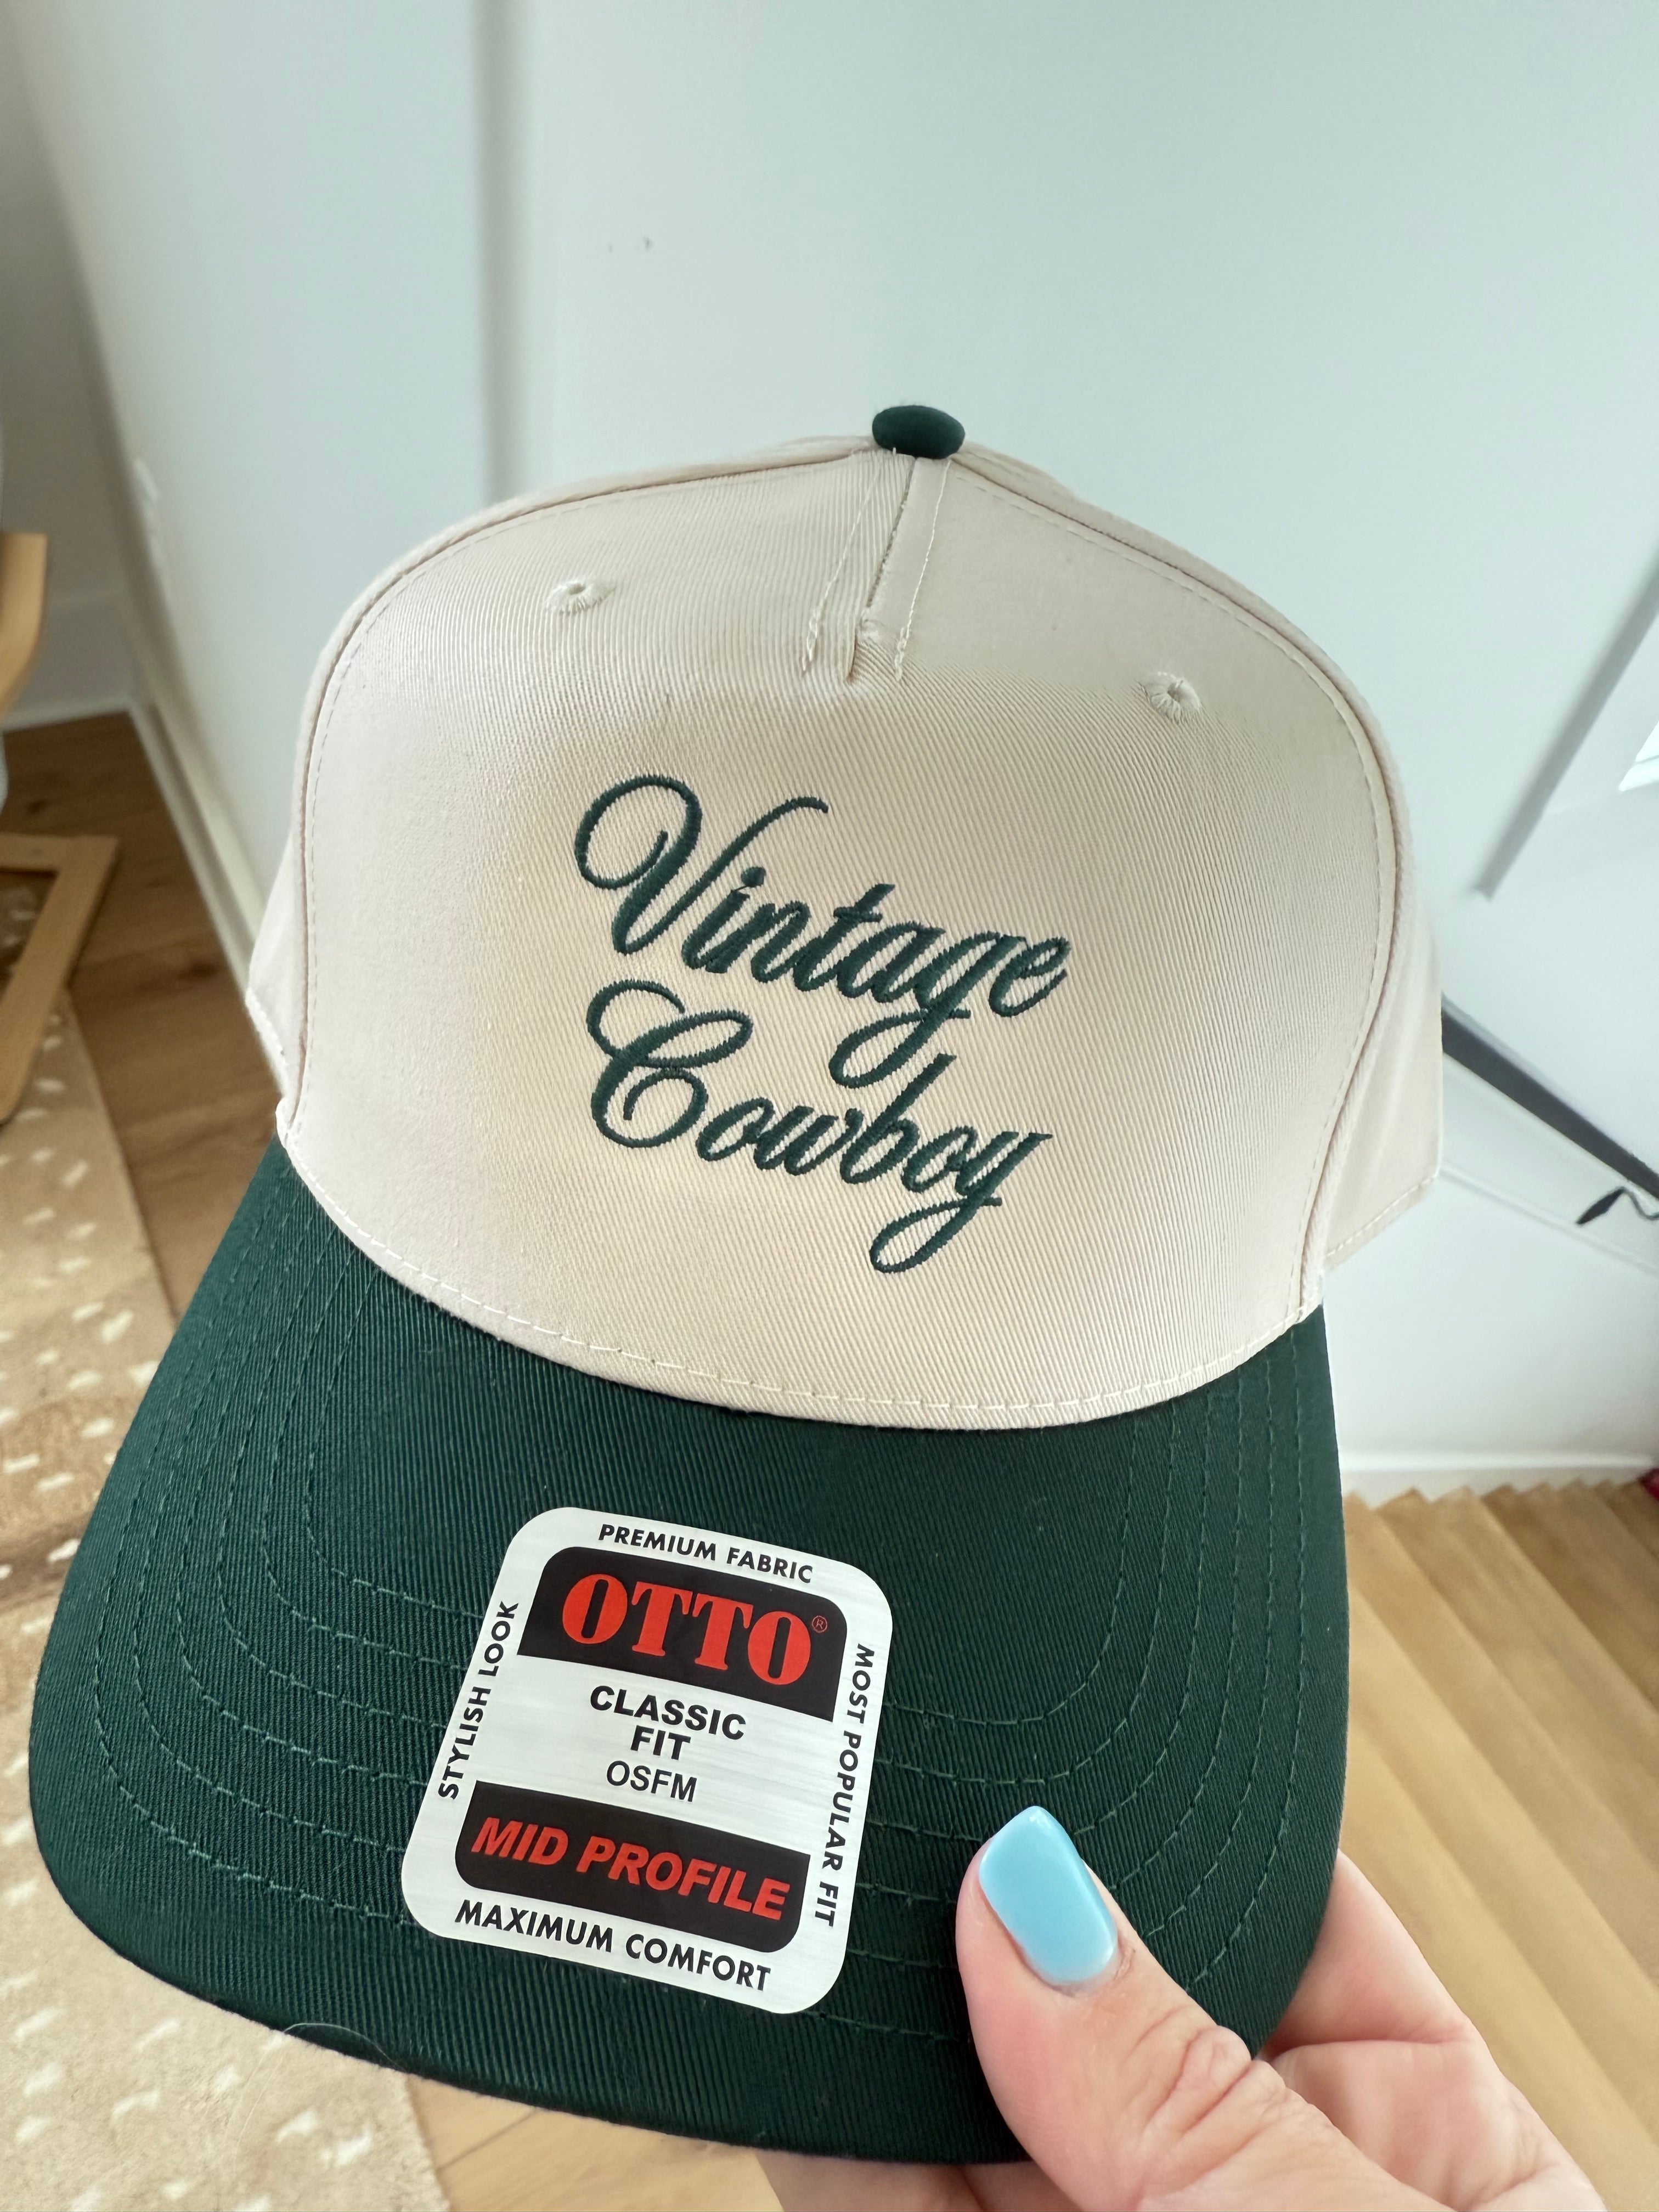 Vintage
Cowboy
PREMIUM FABRIC
OTTO®
STYLISH LOOK
CLASSIC
FIT
OSFM
MOST POPULAR FIT
MID PROFILE
MAXIMUM COMFORT